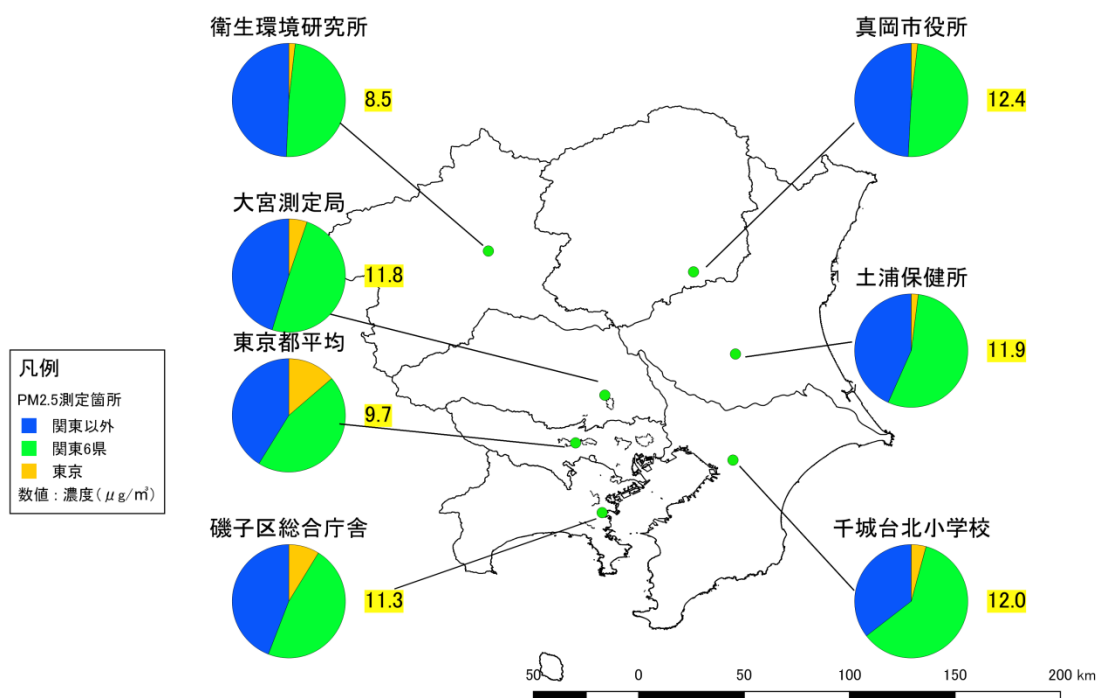 衛生環境研究所
8.5
真岡市役所
12.4
大宮測定局
11.8
土浦保健所
11.9
東京都平均
9.7
凡例
PM2.5測定箇所
関東以外
関東6県
東京
数値：濃度(μg/㎥)
磯子区総合庁舎
11.3
千城台北小学校
12.0
50 0 50 100 150 200 km